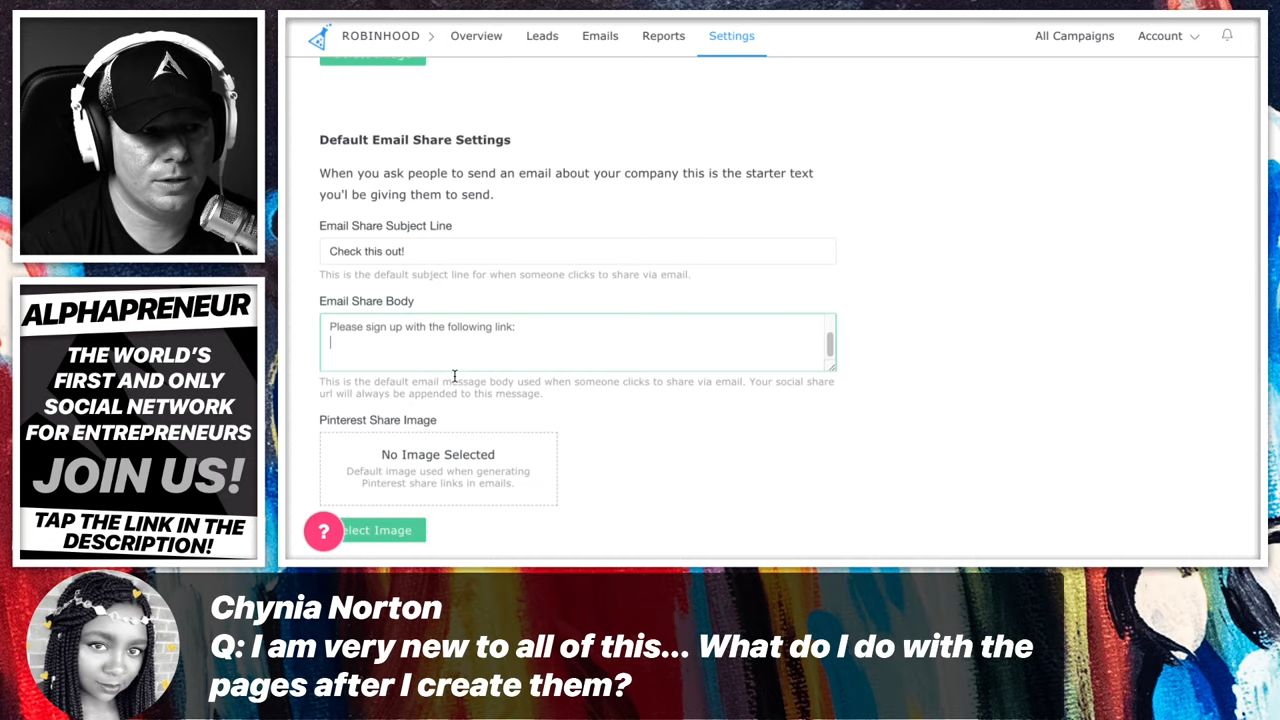 ROBINHOOD
Overview
Leads
Emails
Reports
Settings
All Campaigns
Account
Default Email Share Settings
When you ask people to send an email about your company this is the starter text
you'll be giving them to send.
Email Share Subject Line
Check this out!
This is the default subject line for when someone clicks to share via email.
Email Share Body
Please sign up with the following link:
This is the default email message body used when someone clicks to share via email. Your social share
url will always be appended to this message.
Pinterest Share Image
No Image Selected
Default image used when generating
Pinterest share links in emails.
?
elect Image
ALPHAPRENEUR
THE WORLD'S
FIRST AND ONLY
SOCIAL NETWORK
FOR ENTREPRENEURS
JOIN US!
TAP THE LINK IN THE
DESCRIPTION!
Chynia Norton
Q: I am very new to all of this... What do I do with the
pages after I create them?